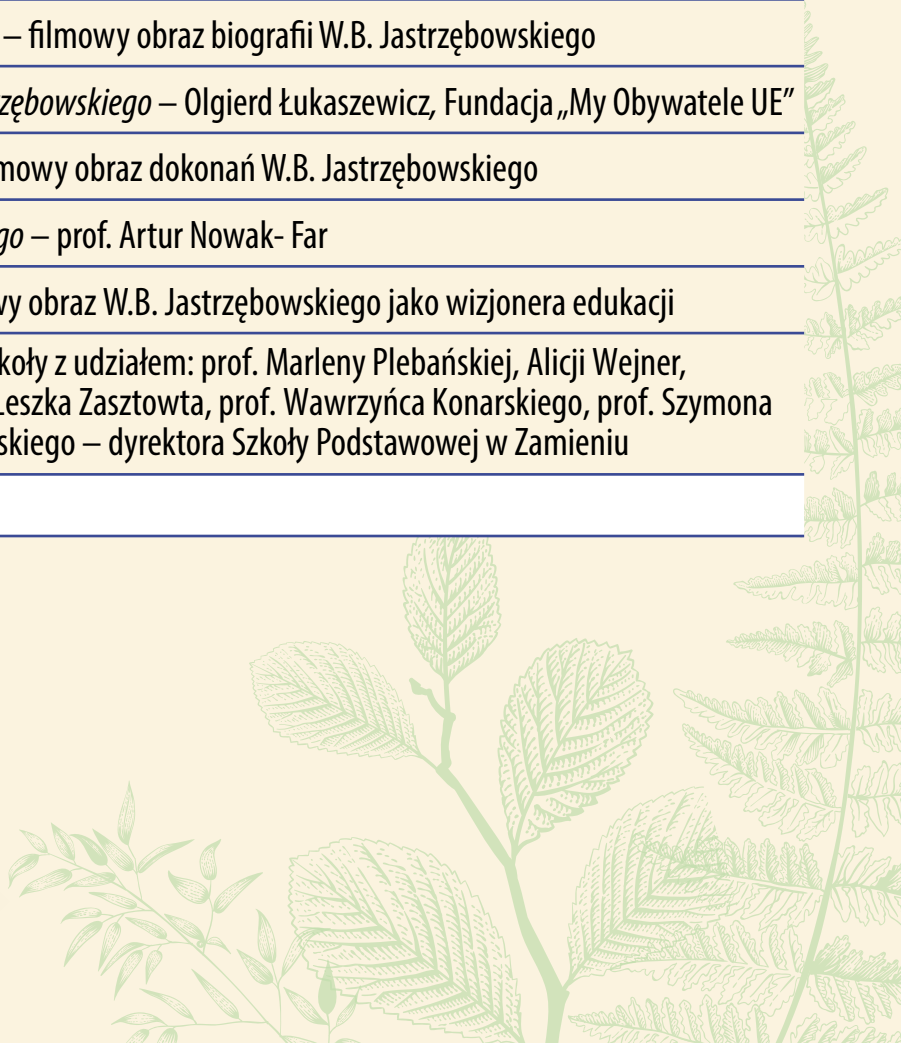 – filmowy obraz biografii W.B. Jastrzębowskiego
zębowskiego – Olgierd Łukaszewicz, Fundacja „My Obywatele UE”
mowy obraz dokonań W.B. Jastrzębowskiego
go – prof. Artur Nowak- Far
wy obraz W.B. Jastrzębowskiego jako wizjonera edukacji
koły z udziałem: prof. Marleny Plebańskiej, Alicji Wejner,
Leszka Zasztowta, prof. Wawrzyńca Konarskiego, prof. Szymona
skiego – dyrektora Szkoły Podstawowej w Zamieniu